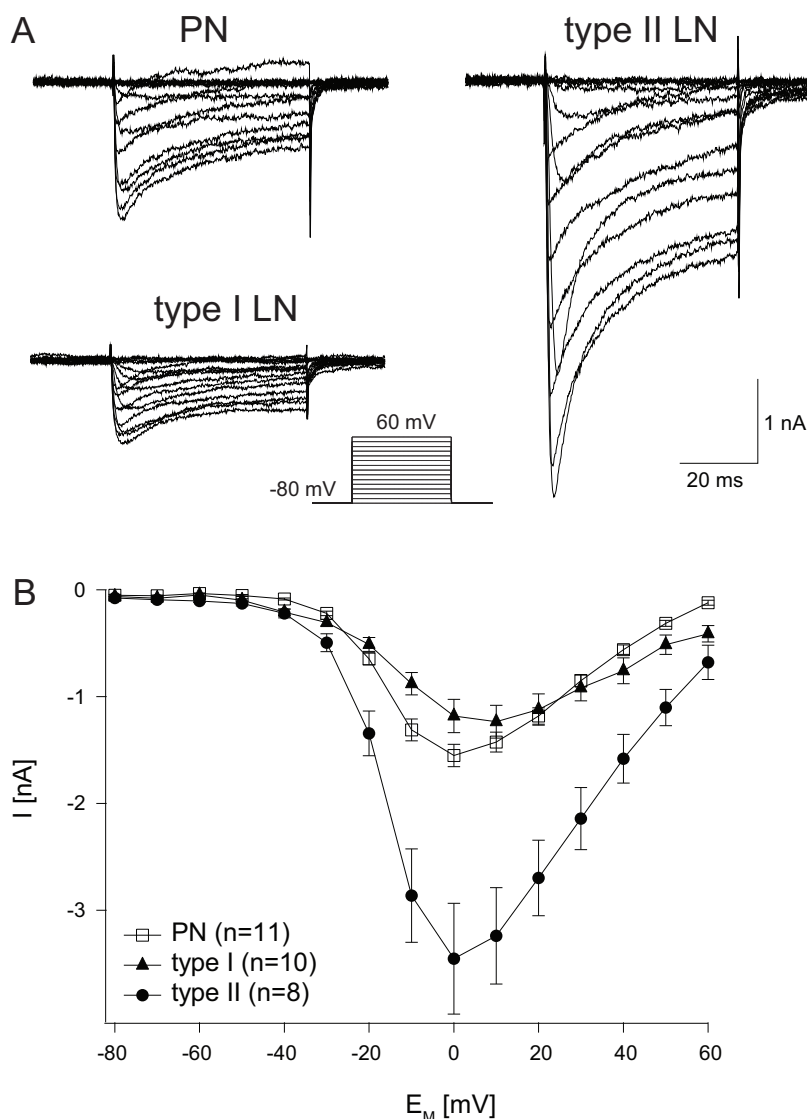 A
PN
type II LN
type I LN
60 mV
-80 mV
1 nA
20 ms
B
0
-1
-2
-3
I [nA]
PN (n=11)
type I (n=10)
type II (n=8)
-80 -60 -40 -20 0 20 40 60
E_M [mV]